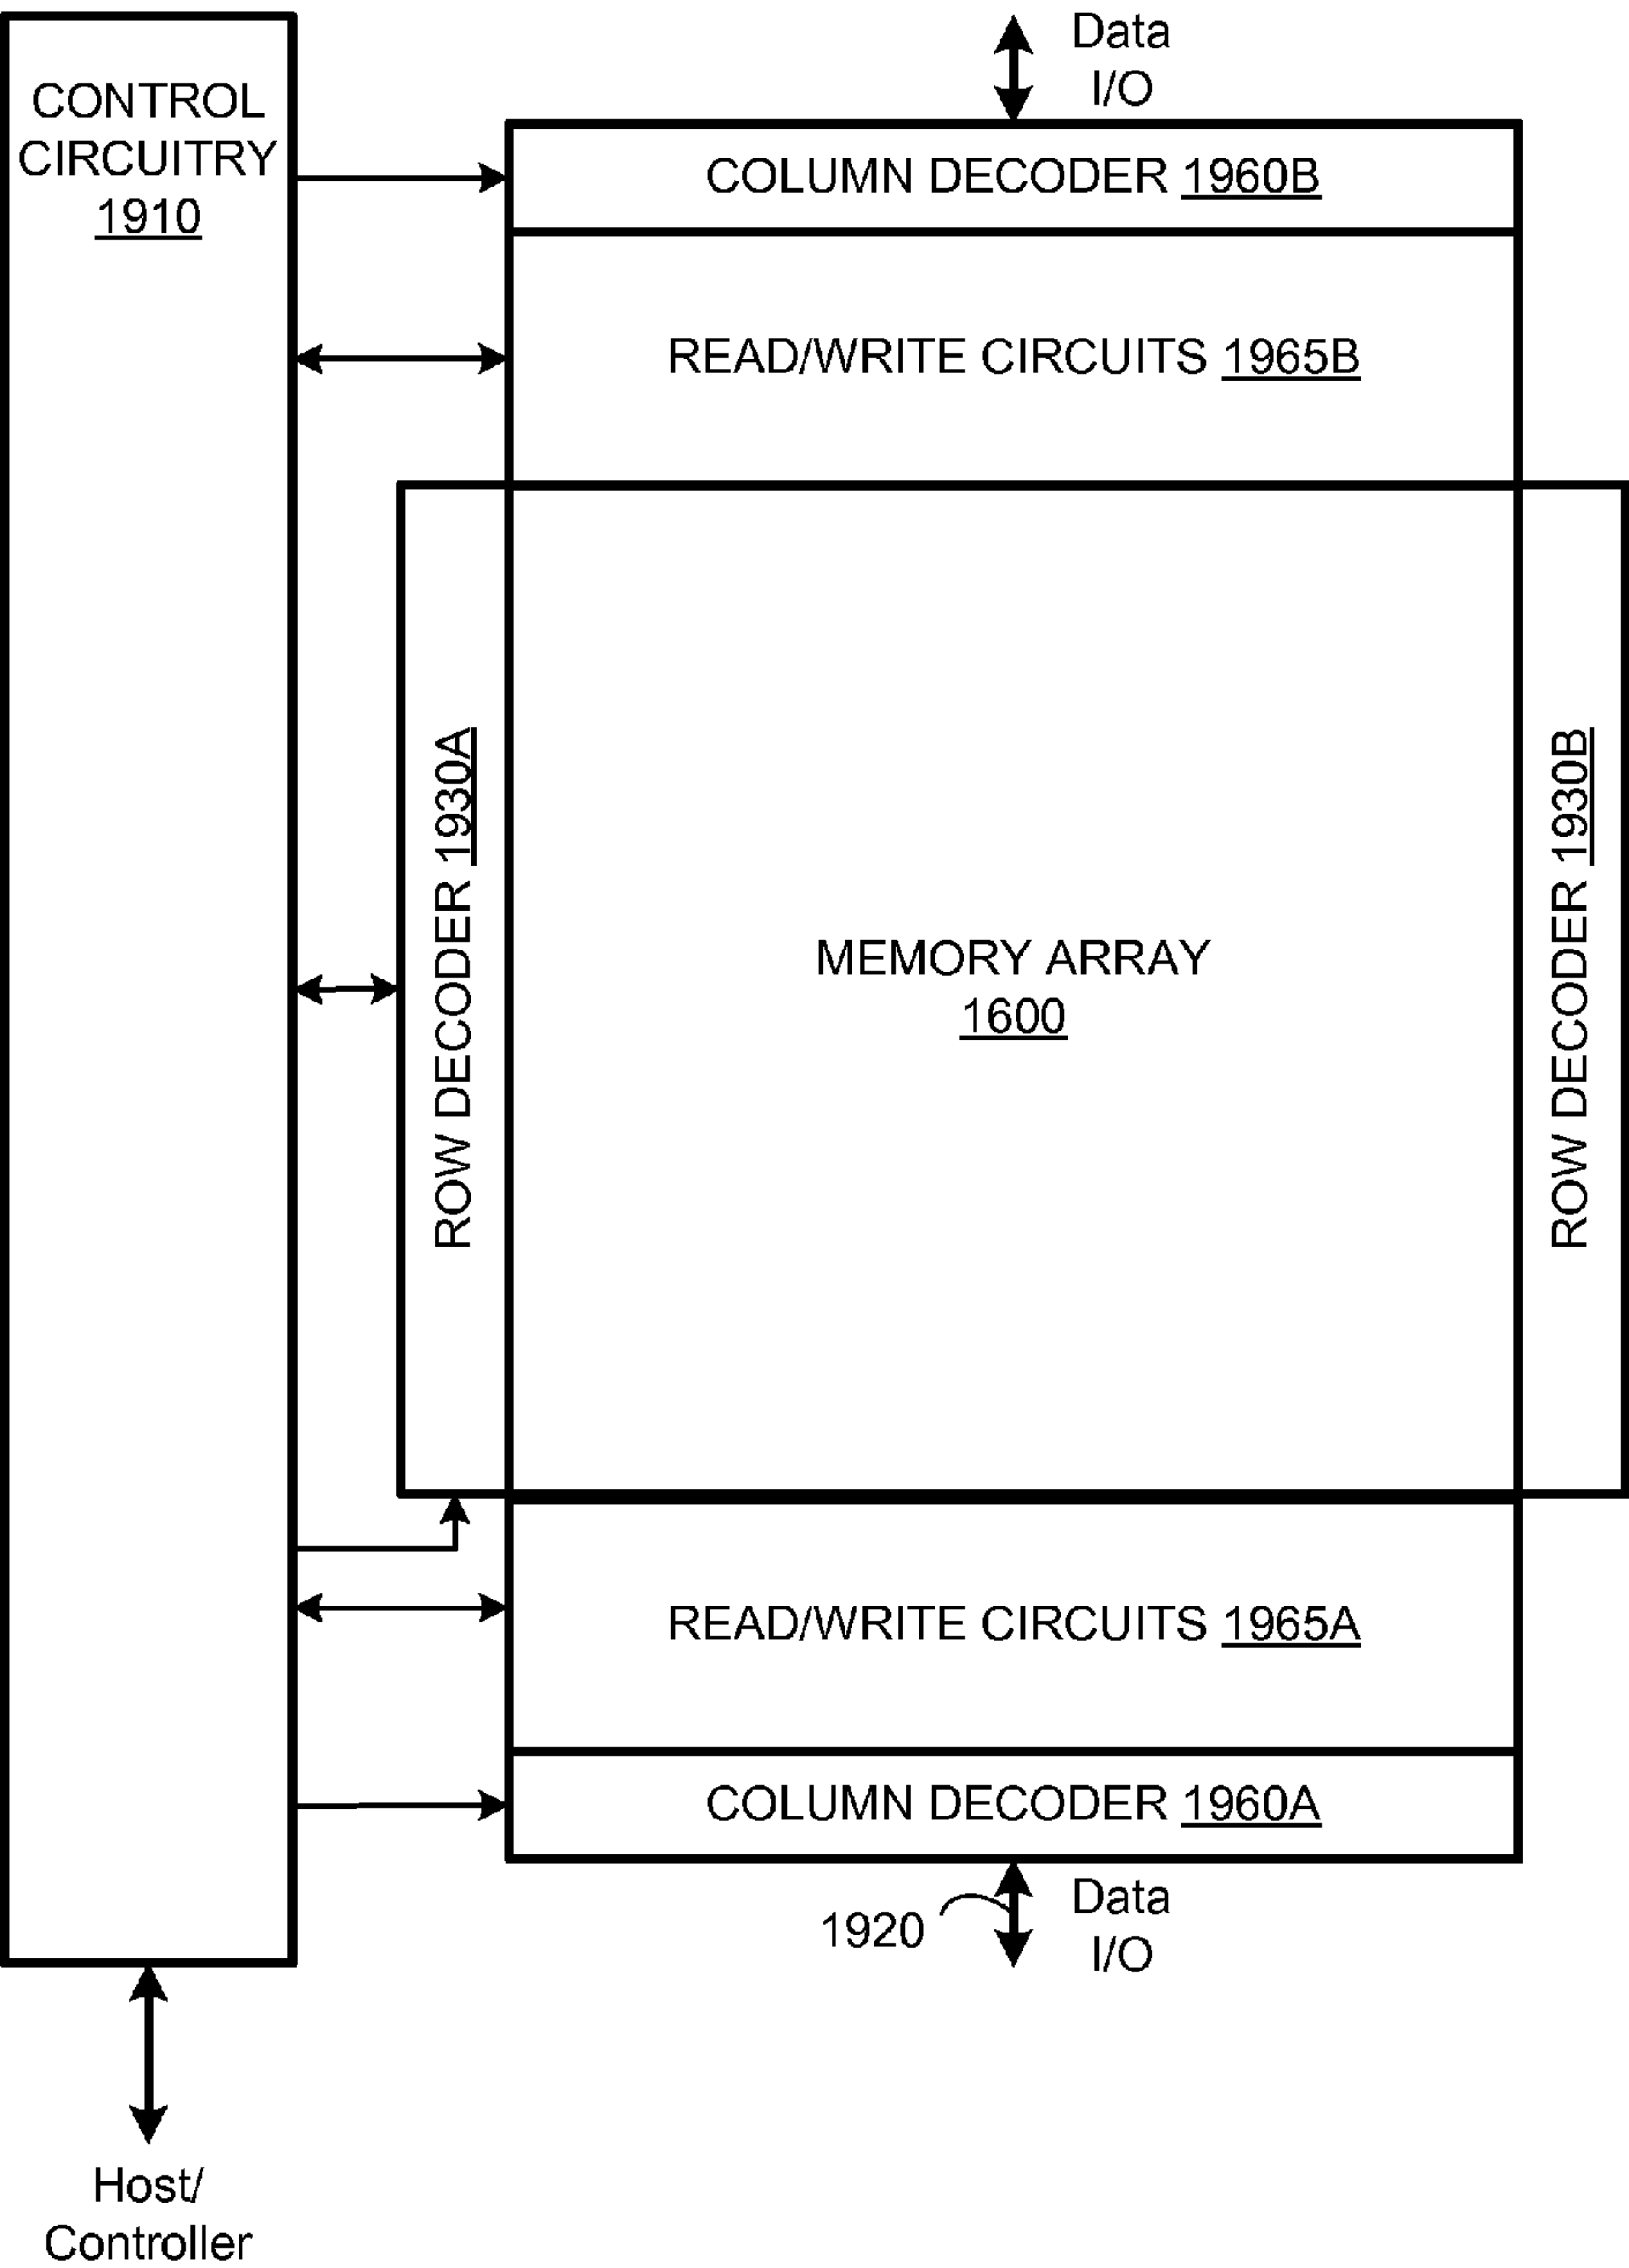 CONTROL
CIRCUITRY
1910
Data
I/O
COLUMN DECODER 1960B
READ/WRITE CIRCUITS 1965B
ROW DECODER 1930A
MEMORY ARRAY
1600
ROW DECODER 1930B
READ/WRITE CIRCUITS 1965A
COLUMN DECODER 1960A
1920
Data
I/O
Host/
Controller